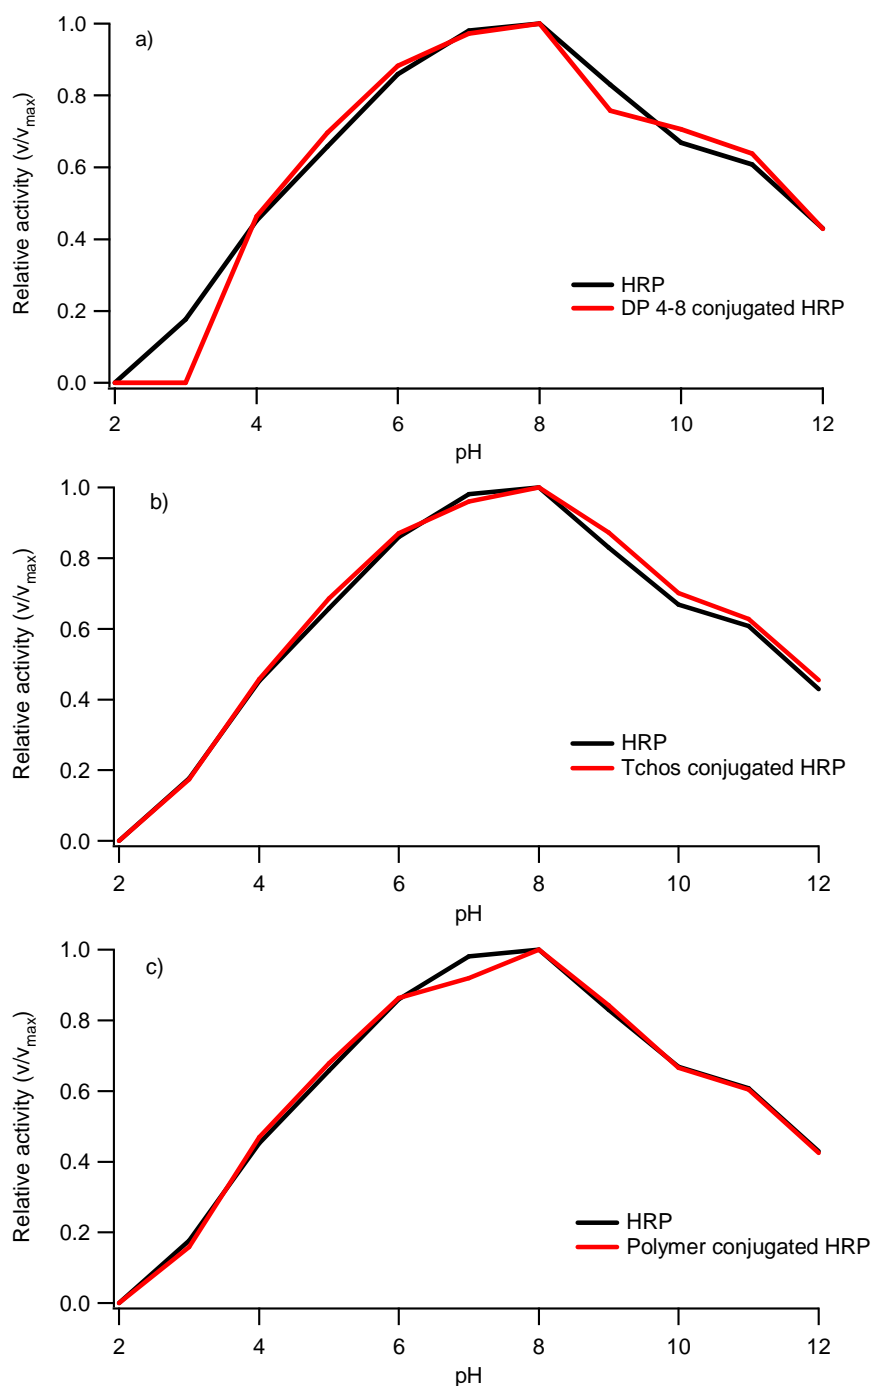 a)
1.0
0.8
0.6
0.4
0.2
0.0
Relative activity (v/vmax)
HRP
DP 4-8 conjugated HRP
2 4 6 8 10 12
pH
b)
1.0
0.8
0.6
0.4
0.2
0.0
Relative activity (v/vmax)
HRP
Tchos conjugated HRP
2 4 6 8 10 12
pH
c)
1.0
0.8
0.6
0.4
0.2
0.0
Relative activity (v/vmax)
HRP
Polymer conjugated HRP
2 4 6 8 10 12
pH